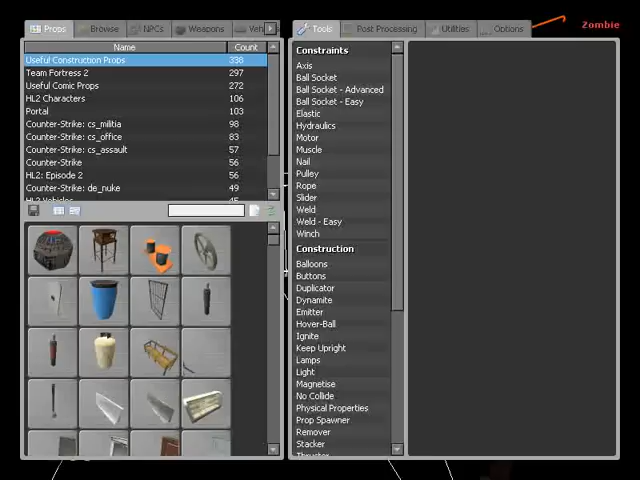 Props Browse NPCs Weapons Vehi Tools Post Processing Utilities Options Zombie
Name Count
Useful Construction Props 338
Team Fortress 2 297
Useful Comic Props 272
HL2 Characters 106
Portal 103
Counter-Strike: cs_militia 98
Counter-Strike: cs_office 83
Counter-Strike: cs_assault 57
Counter-Strike 56
HL2: Episode 2 56
Counter-Strike: de_nuke 49
HL2 Vehicles 45
Constraints
Axis
Ball Socket
Ball Socket - Advanced
Ball Socket - Easy
Elastic
Hydraulics
Motor
Muscle
Nail
Pulley
Rope
Slider
Weld
Weld - Easy
Winch
Construction
Balloons
Buttons
Duplicator
Dynamite
Emitter
Hover-Ball
Ignite
Keep Upright
Lamps
Light
Magnetise
No Collide
Physical Properties
Prop Spawner
Remover
Stacker
Thruster